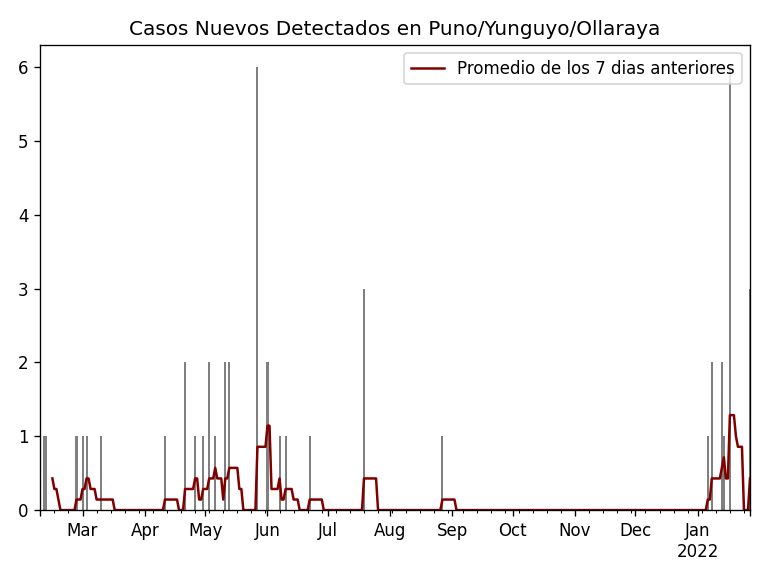 Casos Nuevos Detectados en Puno/Yunguyo/Ollaraya
Promedio de los 7 dias anteriores
6
5
4
3
2
1
0
Mar Apr May Jun Jul Aug Sep Oct Nov Dec Jan
2022